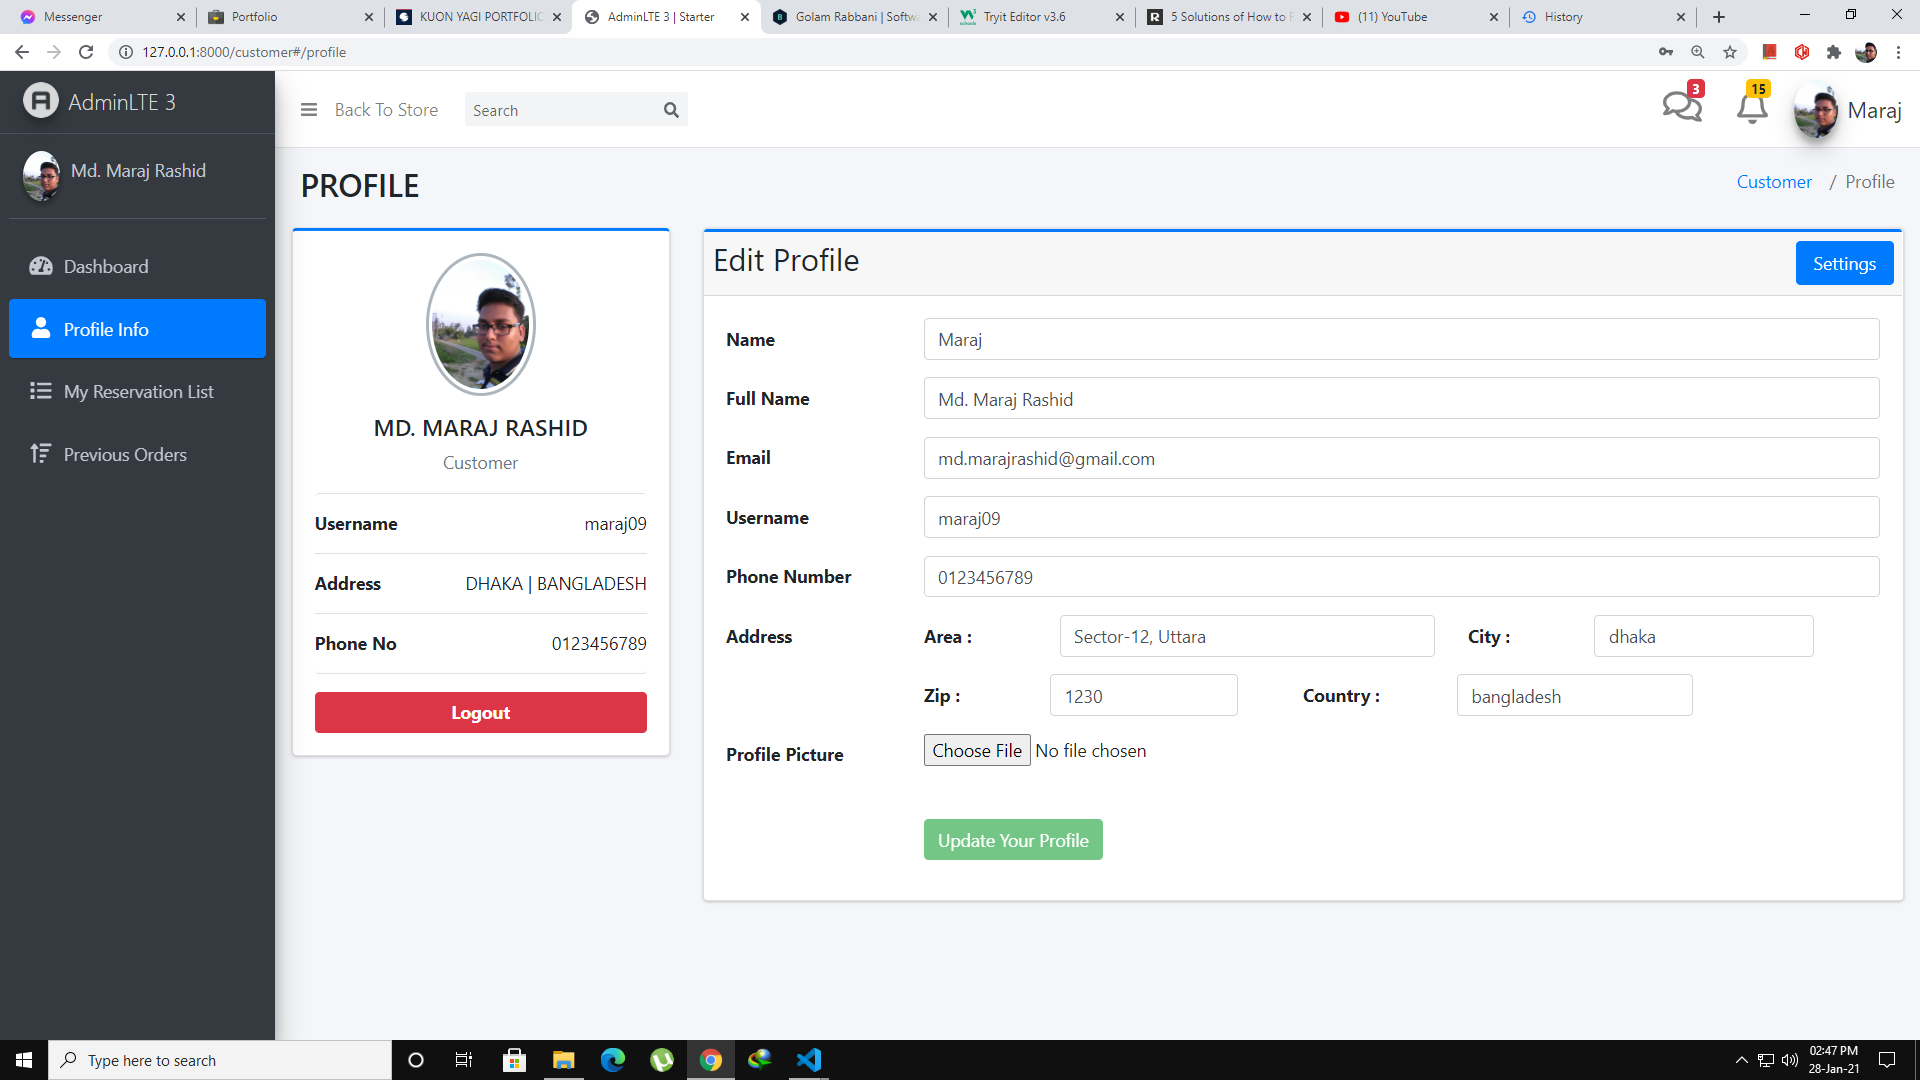 Messenger
Portfolio
KUON YAGI PORTFOLIO
AdminLTE 3 | Starter
Golam Rabbani | Softw
Tryit Editor v3.6
5 Solutions of How to
(11) YouTube
History
127.0.0.1:8000/customer#/profile
AdminLTE 3
Back To Store
Search
3
15
Maraj
Md. Maraj Rashid
PROFILE
Customer / Profile
Dashboard
Profile Info
My Reservation List
Previous Orders
MD. MARAJ RASHID
Customer
Username maraj09
Address DHAKA | BANGLADESH
Phone No 0123456789
Logout
Edit Profile
Settings
Name Maraj
Full Name Md. Maraj Rashid
Email md.marajrashid@gmail.com
Username maraj09
Phone Number 0123456789
Address Area : Sector-12, Uttara City : dhaka
Zip : 1230 Country : bangladesh
Profile Picture Choose File No file chosen
Update Your Profile
Type here to search
02:47 PM
28-Jan-21